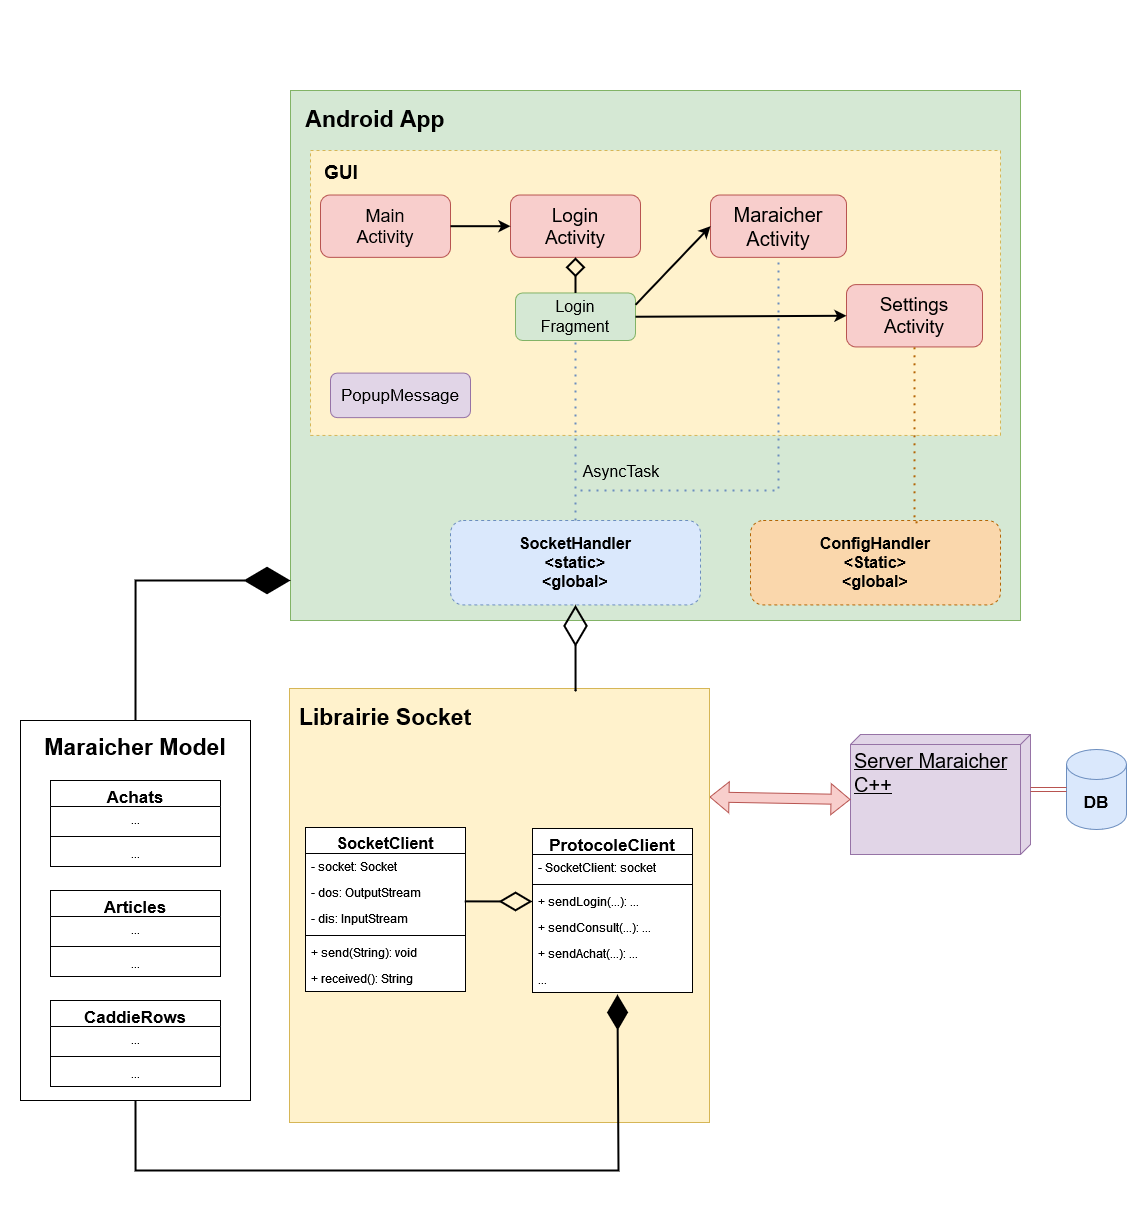 Android App
GUI
Main
Activity
Login
Activity
Maraicher
Activity
Login
Fragment
Settings
Activity
PopupMessage
AsyncTask
SocketHandler
<static>
<global>
ConfigHandler
<Static>
<global>
Maraicher Model
Achats
...
...
Articles
...
...
CaddieRows
...
...
Librairie Socket
SocketClient
- socket: Socket
- dos: OutputStream
- dis: InputStream
+ send(String): void
+ received(): String
ProtocoleClient
- SocketClient: socket
+ sendLogin(...): ...
+ sendConsult(...): ...
+ sendAchat(...): ...
...
Server Maraicher
C++
DB